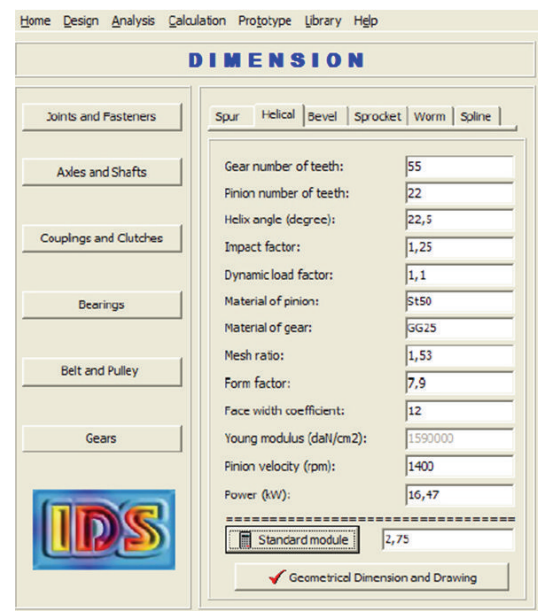 Home Design Analysis Calculation Prototype Library Help
DIMENSION
Joints and Fasteners
Axles and Shafts
Couplings and Clutches
Bearings
Belt and Pulley
Gears
IDS
Spur Helical Bevel Sprocket Worm Spline
Gear number of teeth: 55
Pinion number of teeth: 22
Helix angle (degree): 22,5
Impact factor: 1,25
Dynamic load factor: 1,1
Material of pinion: St50
Material of gear: GG25
Mesh ratio: 1,53
Form factor: 7,9
Face width coefficient: 12
Young modulus (daN/cm2): 1590000
Pinion velocity (rpm): 1400
Power (kW): 16,47
Standard module 2,75
Geometrical Dimension and Drawing